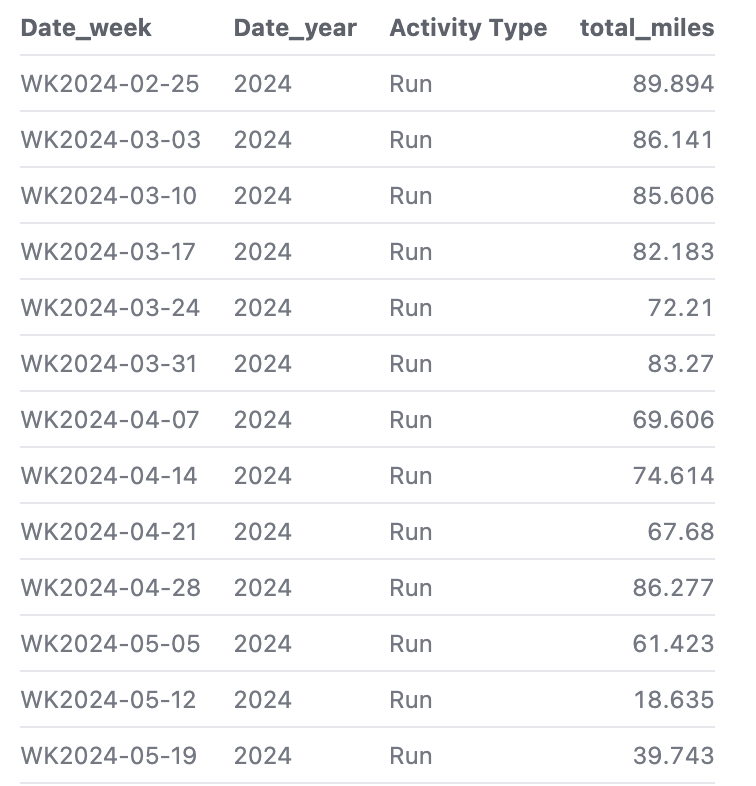 Date_week Date_year Activity Type total_miles
WK2024-02-25 2024 Run 89.894
WK2024-03-03 2024 Run 86.141
WK2024-03-10 2024 Run 85.606
WK2024-03-17 2024 Run 82.183
WK2024-03-24 2024 Run 72.21
WK2024-03-31 2024 Run 83.27
WK2024-04-07 2024 Run 69.606
WK2024-04-14 2024 Run 74.614
WK2024-04-21 2024 Run 67.68
WK2024-04-28 2024 Run 86.277
WK2024-05-05 2024 Run 61.423
WK2024-05-12 2024 Run 18.635
WK2024-05-19 2024 Run 39.743